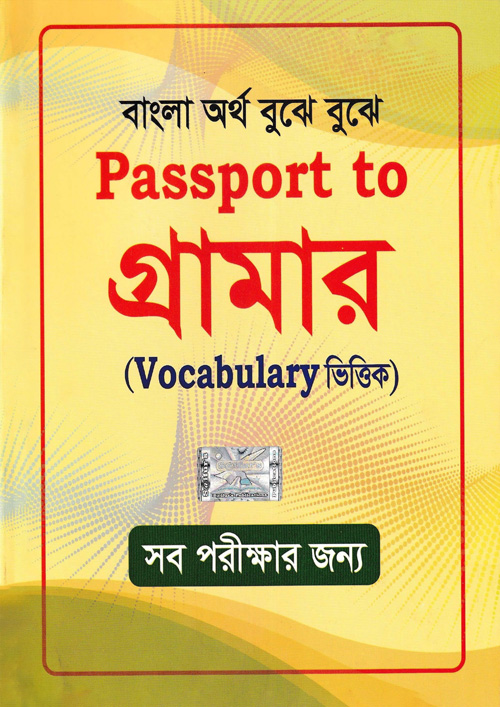 বাংলা অর্থ বুঝে বুঝে
Passport to
গ্রামার
(Vocabulary ভিত্তিক)
সব পরীক্ষার জন্য